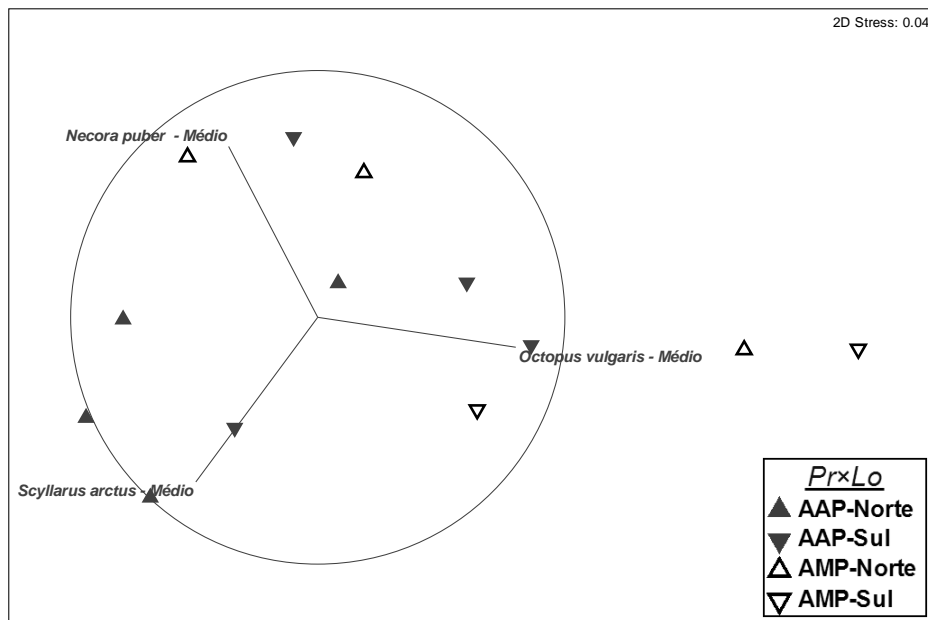 2D Stress: 0.04
Necora puber - Médio
Octopus vulgaris - Médio
Scyllarus arctus - Médio
Pr×Lo
AAP-Norte
AAP-Sul
AMP-Norte
AMP-Sul